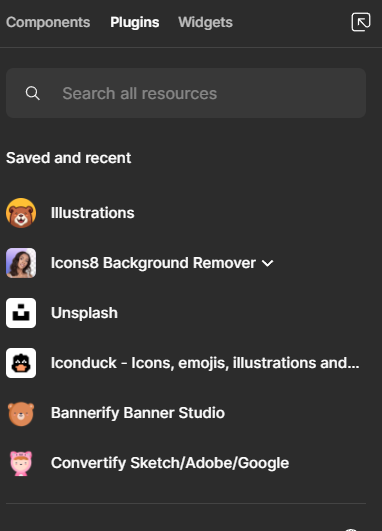 Components Plugins Widgets
Search all resources
Saved and recent
Illustrations
Icons8 Background Remover
Unsplash
Iconduck - Icons, emojis, illustrations and...
Bannerify Banner Studio
Convertify Sketch/Adobe/Google